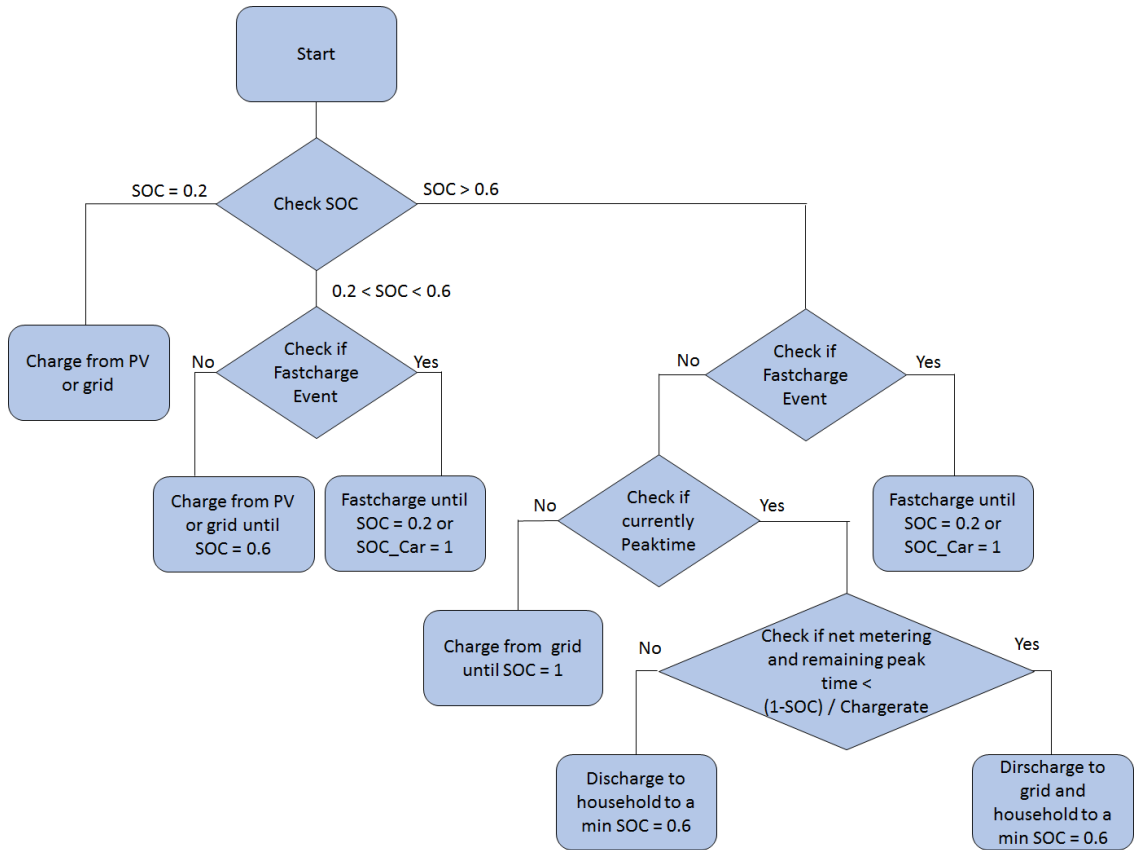 Start
SOC = 0.2
Check SOC
SOC > 0.6
0.2 < SOC < 0.6
Charge from PV
or grid
No
Check if
Fastcharge
Event
Yes
No
Check if
Fastcharge
Event
Yes
Charge from PV
or grid until
SOC = 0.6
Fastcharge until
SOC = 0.2 or
SOC_Car = 1
No
Check if
currently
Peaktime
Yes
Fastcharge until
SOC = 0.2 or
SOC_Car = 1
Charge from  grid
until SOC = 1
No
Check if net metering
and remaining peak
time <
(1-SOC) / Chargerate
Yes
Discharge to
household to a
min SOC = 0.6
Dirscharge to
grid and
household to a
min SOC = 0.6